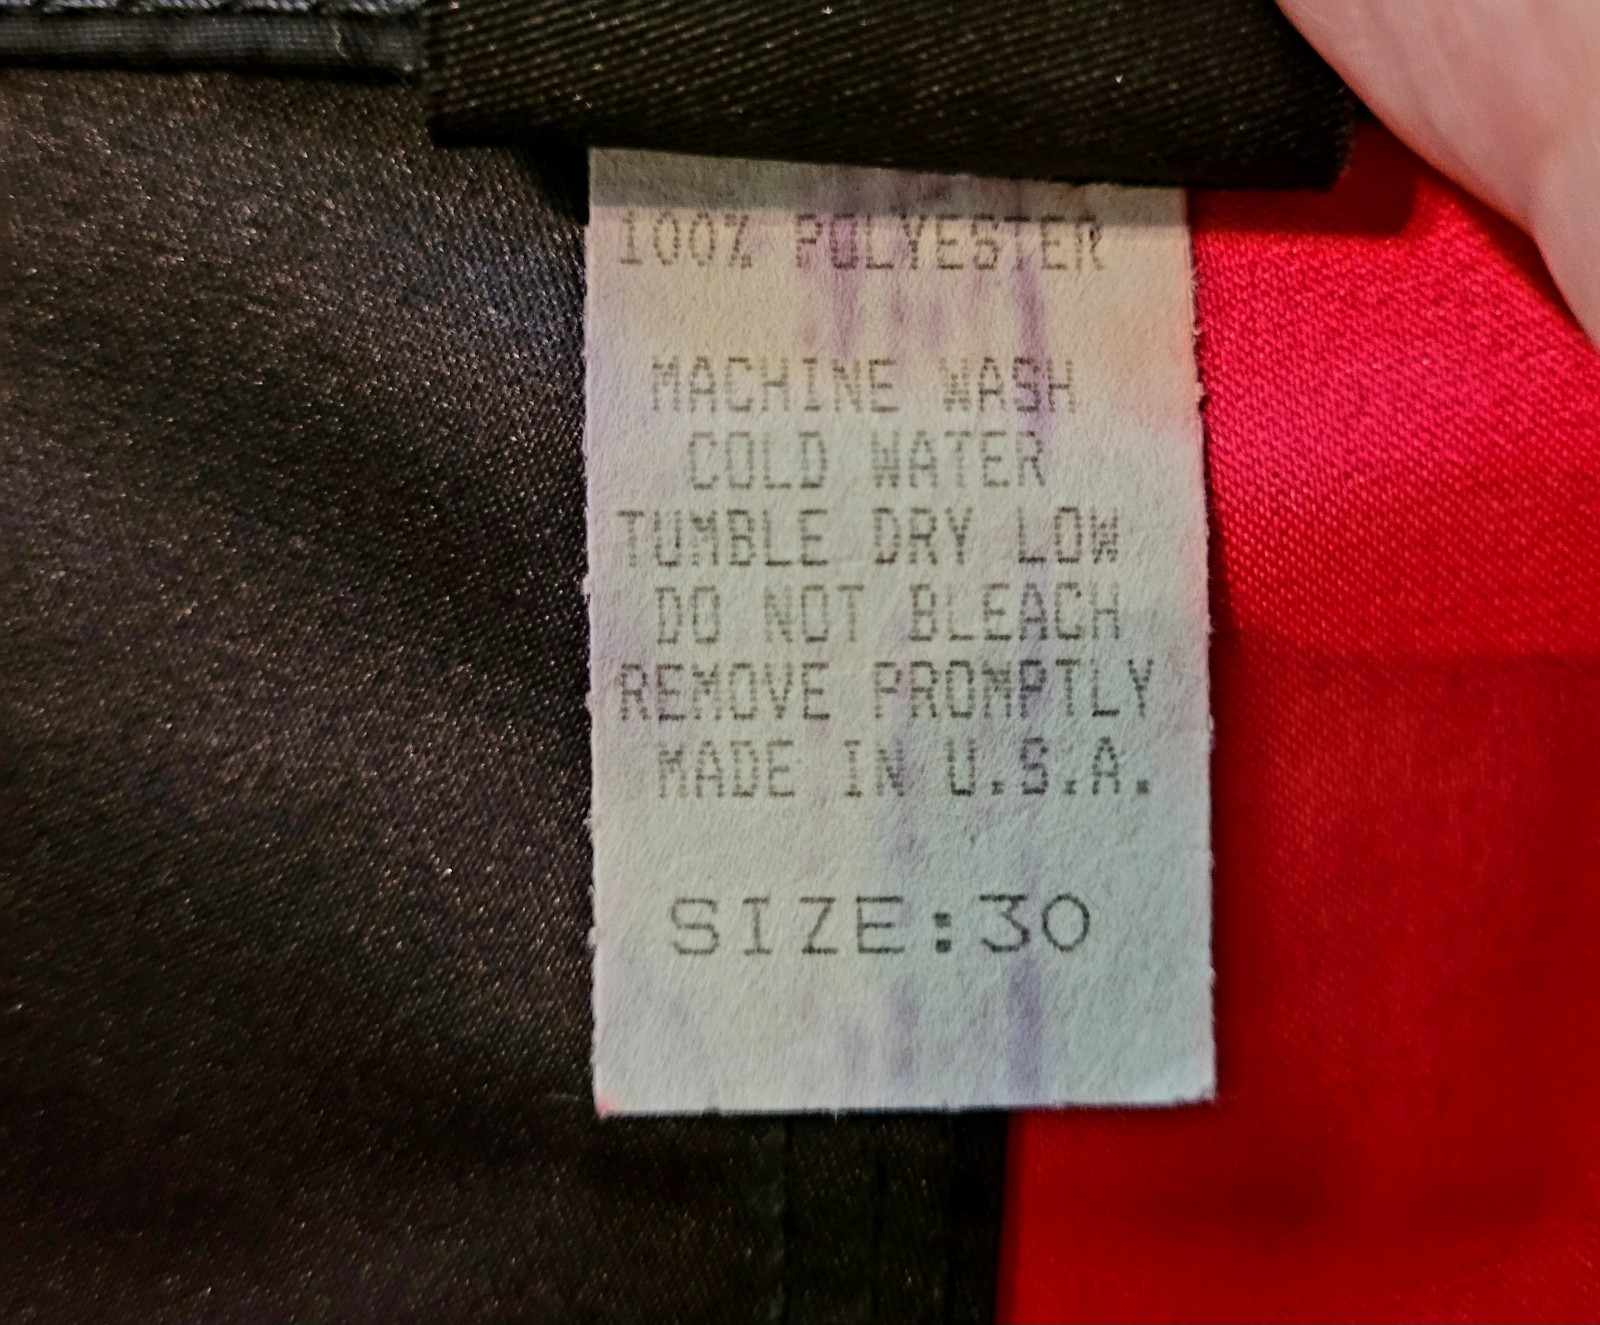 100% POLYESTER
MACHINE WASH
COLD WATER
TUMBLE DRY LOW
DO NOT BLEACH
REMOVE PROMPTLY
MADE IN U.S.A.
SIZE:30